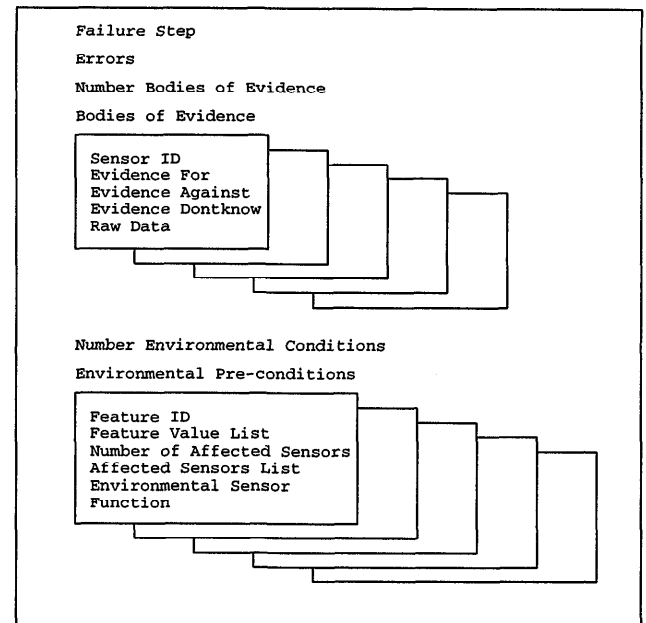 Failure Step
Errors
Number Bodies of Evidence
Bodies of Evidence
Sensor ID
Evidence For
Evidence Against
Evidence Dontknow
Raw Data
Number Environmental Conditions
Environmental Pre-conditions
Feature ID
Feature Value List
Number of Affected Sensors
Affected Sensors List
Environmental Sensor
Function